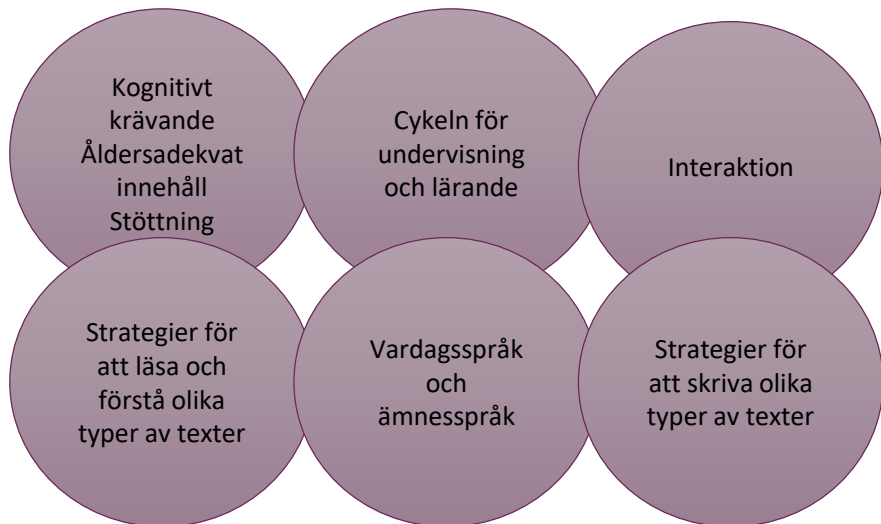 Kognitivt
krävande
Åldersadekvat
innehåll
Stöttning
Cykeln för
undervisning
och lärande
Interaktion
Strategier för
att läsa och
förstå olika
typer av texter
Vardagsspråk
och
ämnesspråk
Strategier för
att skriva olika
typer av texter